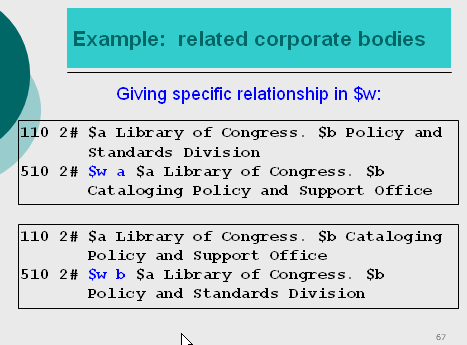 Example: related corporate bodies
Giving specific relationship in $w:
110 2# $a Library of Congress. $b Policy and
Standards Division
510 2# $w a $a Library of Congress. $b
Cataloging Policy and Support Office
110 2# $a Library of Congress. $b Cataloging
Policy and Support Office
510 2# $w b $a Library of Congress. $b
Policy and Standards Division
67